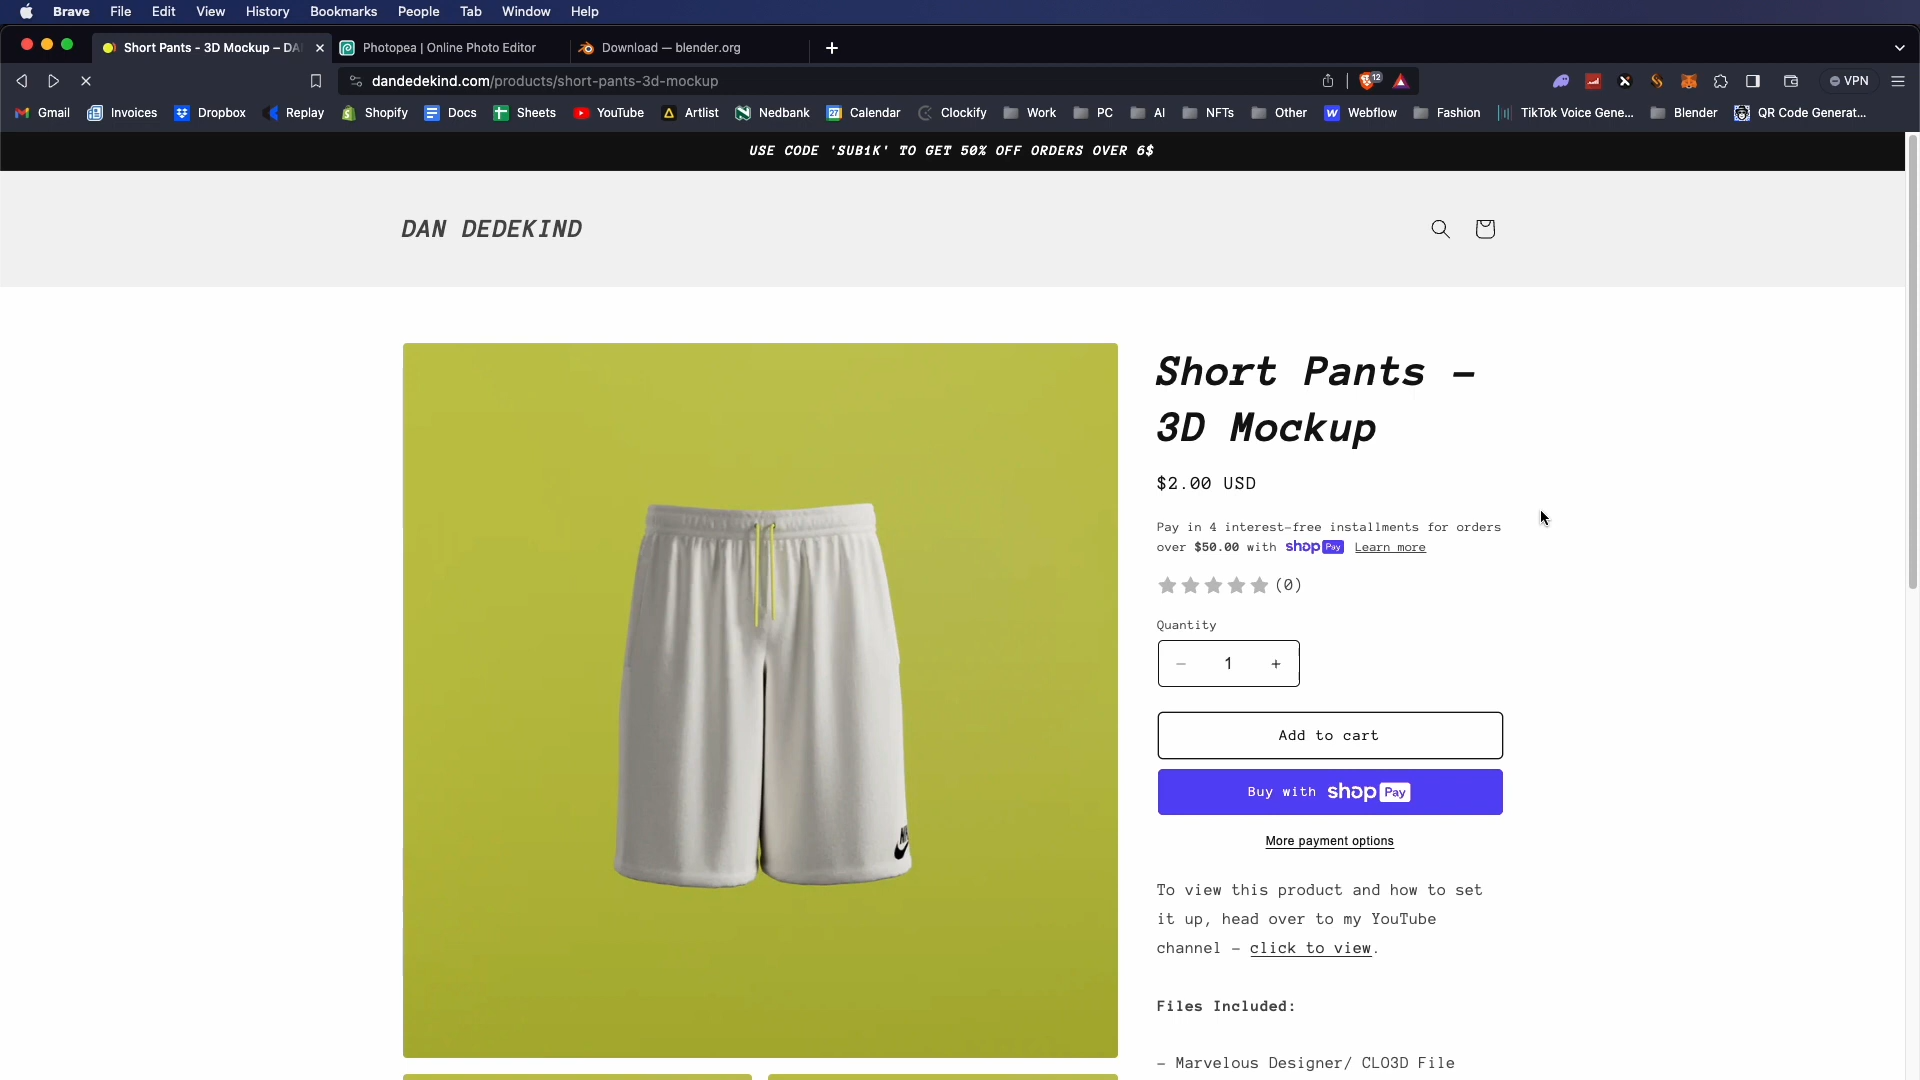 Brave File Edit View History Bookmarks People Tab Window Help
Short Pants - 3D Mockup – DA
Photopea | Online Photo Editor
Download — blender.org
dandedekind.com/products/short-pants-3d-mockup
12
VPN
Gmail Invoices Dropbox Replay Shopify Docs Sheets YouTube Artlist Nedbank Calendar Clockify Work PC AI NFTs Other Webflow Fashion TikTok Voice Gene... Blender QR Code Generat...
USE CODE 'SUB1K' TO GET 50% OFF ORDERS OVER 6$
DAN DEDEKIND
Short Pants –
3D Mockup
$2.00 USD
Pay in 4 interest-free installments for orders
over $50.00 with shop Pay Learn more
(0)
Quantity
− 1 +
Add to cart
Buy with shop Pay
More payment options
To view this product and how to set
it up, head over to my YouTube
channel – click to view.
Files Included:
– Marvelous Designer/ CLO3D File